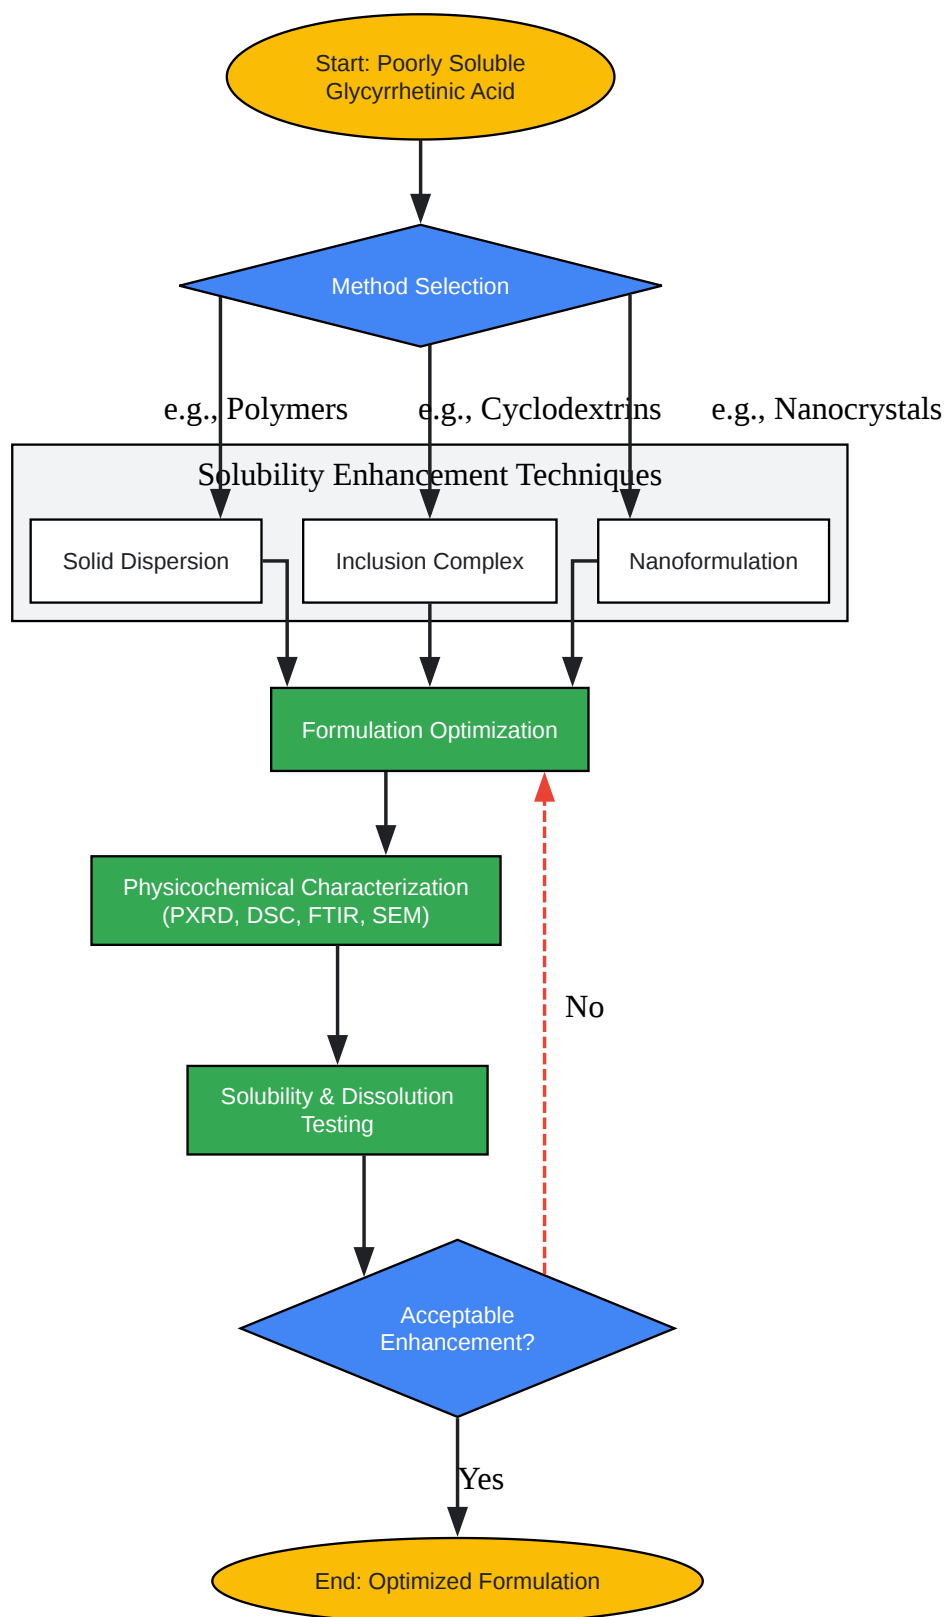 Start: Poorly Soluble
Glycyrrhetinic Acid
Method Selection
e.g., Polymers
e.g., Cyclodextrins
e.g., Nanocrystals
Solubility Enhancement Techniques
Solid Dispersion
Inclusion Complex
Nanoformulation
Formulation Optimization
Physicochemical Characterization
(PXRD, DSC, FTIR, SEM)
No
Solubility & Dissolution
Testing
Acceptable
Enhancement?
Yes
End: Optimized Formulation